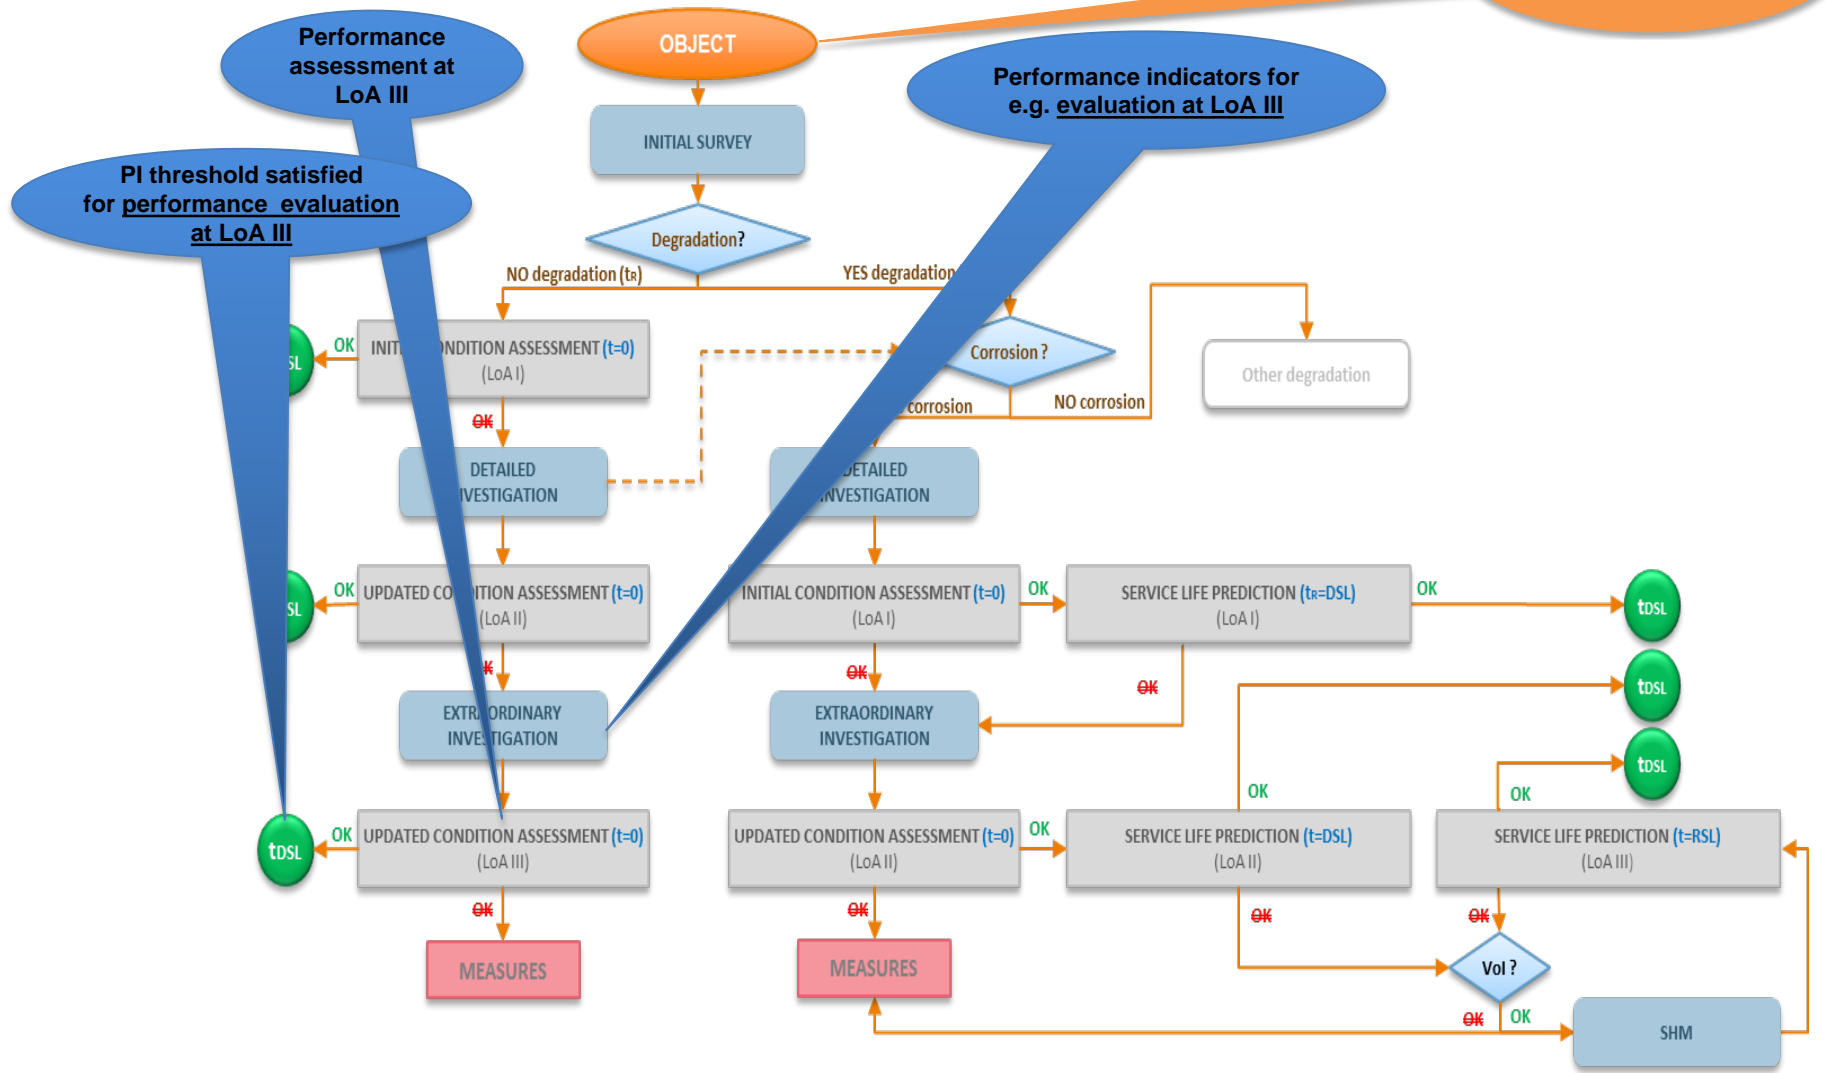 Performance
assessment at
LoA III
OBJECT
Performance indicators for
e.g. evaluation at LoA III
INITIAL SURVEY
PI threshold satisfied
for performance evaluation
at LoA III
Degradation?
NO degradation (tR)
YES degradation
OK
CONDITION ASSESSMENT (t=0)
(LoA I)
OK
Corrosion ?
Other degradation
corrosion
NO corrosion
DETAILED
DETAILED
OK
UPDATED CONDITION ASSESSMENT (t=0)
(LoA II)
INITIAL CONDITION ASSESSMENT (t=0)
(LoA I)
OK
SERVICE LIFE PREDICTION (tR=DSL)
(LoA I)
OK
tDSL
OK
OK
tDSL
EXTRAORDINARY
INVESTIGATION
EXTRAORDINARY
INVESTIGATION
tDSL
OK
OK
tDSL
OK
UPDATED CONDITION ASSESSMENT (t=0)
(LoA III)
UPDATED CONDITION ASSESSMENT (t=0)
(LoA II)
OK
SERVICE LIFE PREDICTION (t=DSL)
(LoA II)
SERVICE LIFE PREDICTION (t=RSL)
(LoA III)
OK
OK
OK
OK
MEASURES
MEASURES
VoI ?
OK
OK
SHM